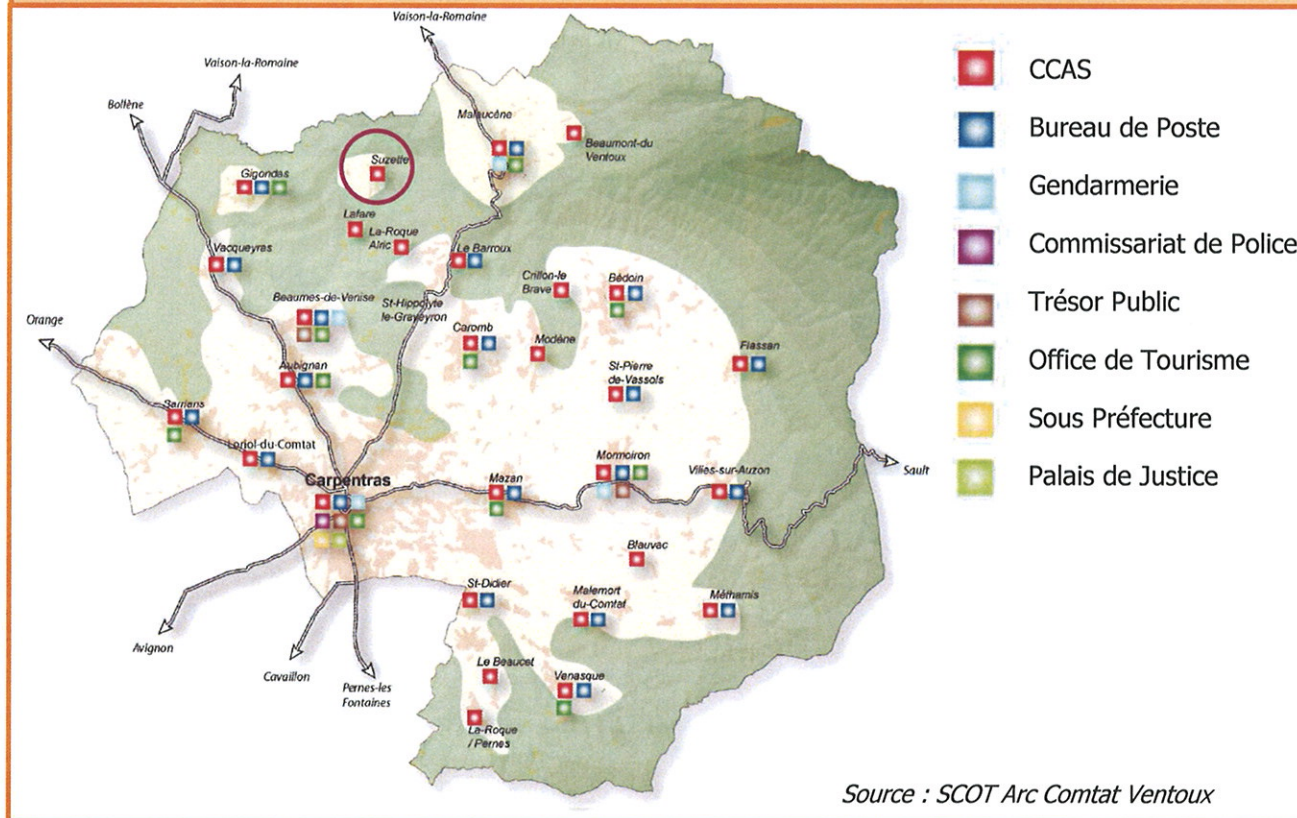 Vaison-la-Romaine
Vaison-la-Romaine
Bollène
Malaucène
Beaumont-du
Ventoux
Suzette
Gigondas
Lafare
La-Roque
Alric
Vacqueyras
Le Barroux
Crillon-le
Brave
Bédoin
Beaumes-de-Venise
St-Hippolyte
le-Graveyron
Orange
Caromb
Modène
Flassan
Aubignan
St-Pierre
de-Vassols
Sarrians
Loriol-du-Comtat
Mormoiron
Villes-sur-Auzon
Sault
Carpentras
Mazan
Blauvac
St-Didier
Malemort
du-Comtat
Méthamis
Avignon
Cavaillon
Pernes-les
Fontaines
Le Beaucet
Venasque
La-Roque
/ Pernes
CCAS
Bureau de Poste
Gendarmerie
Commissariat de Police
Trésor Public
Office de Tourisme
Sous Préfecture
Palais de Justice
Source : SCOT Arc Comtat Ventoux